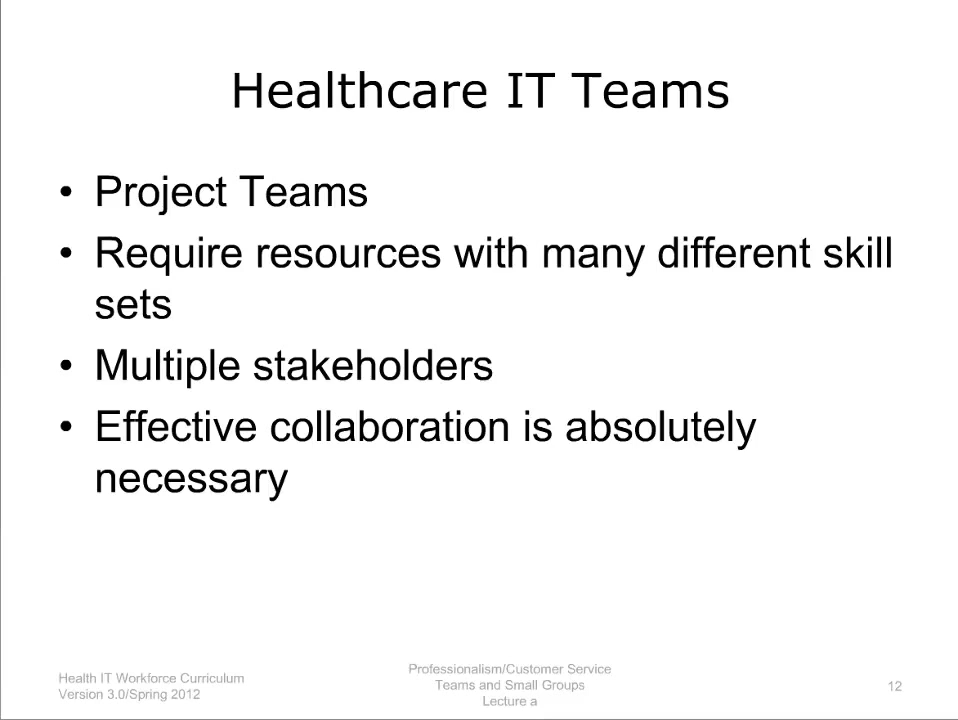 Healthcare IT Teams
• Project Teams
• Require resources with many different skill
sets
• Multiple stakeholders
• Effective collaboration is absolutely
necessary
Health IT Workforce Curriculum
Version 3.0/Spring 2012
Professionalism/Customer Service
Teams and Small Groups
Lecture a
12